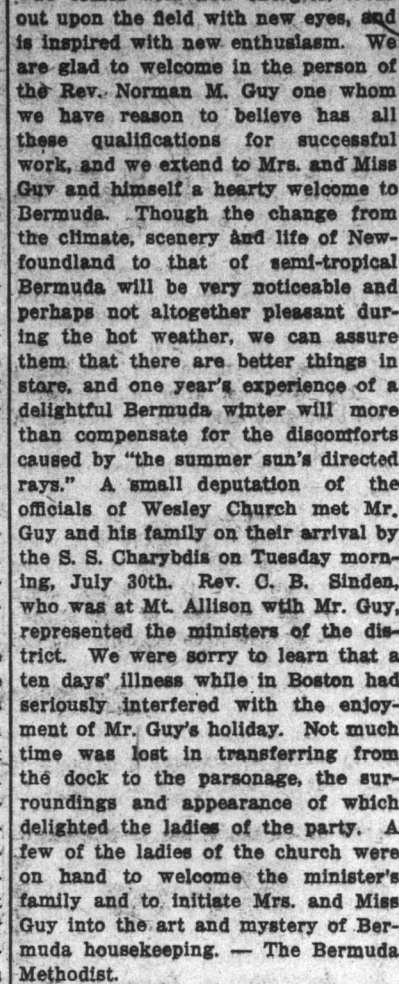 out upon the field with new eyes, and
is inspired with new enthusiasm. We
are glad to welcome in the person of
the Rev. Norman M. Guy one whom
we have reason to believe has all
these qualifications for successful
work, and we extend to Mrs. and Miss
Guy and himself a hearty welcome to
Bermuda. Though the change from
the climate, scenery and life of New-
foundland to that of semi-tropical
Bermuda will be very noticeable and
perhaps not altogether pleasant dur-
ing the hot weather, we can assure
them that there are better things in
store, and one year's experience of a
delightful Bermuda winter will more
than compensate for the discomforts
caused by "the summer sun's directed
rays." A small deputation of the
officials of Wesley Church met Mr.
Guy and his family on their arrival by
the S. S. Charybdis on Tuesday morn-
ing, July 30th. Rev. C. B. Sinden,
who was at Mt. Allison wtih Mr. Guy,
represented the ministers of the dis-
trict. We were sorry to learn that a
ten days' illness while in Boston had
seriously interfered with the enjoy-
ment of Mr. Guy's holiday. Not much
time was lost in transferring from
the dock to the parsonage, the sur-
roundings and appearance of which
delighted the ladies of the party. A
few of the ladies of the church were
on hand to welcome the minister's
family and to initiate Mrs. and Miss
Guy into the art and mystery of Ber-
muda housekeeping. — The Bermuda
Methodist.